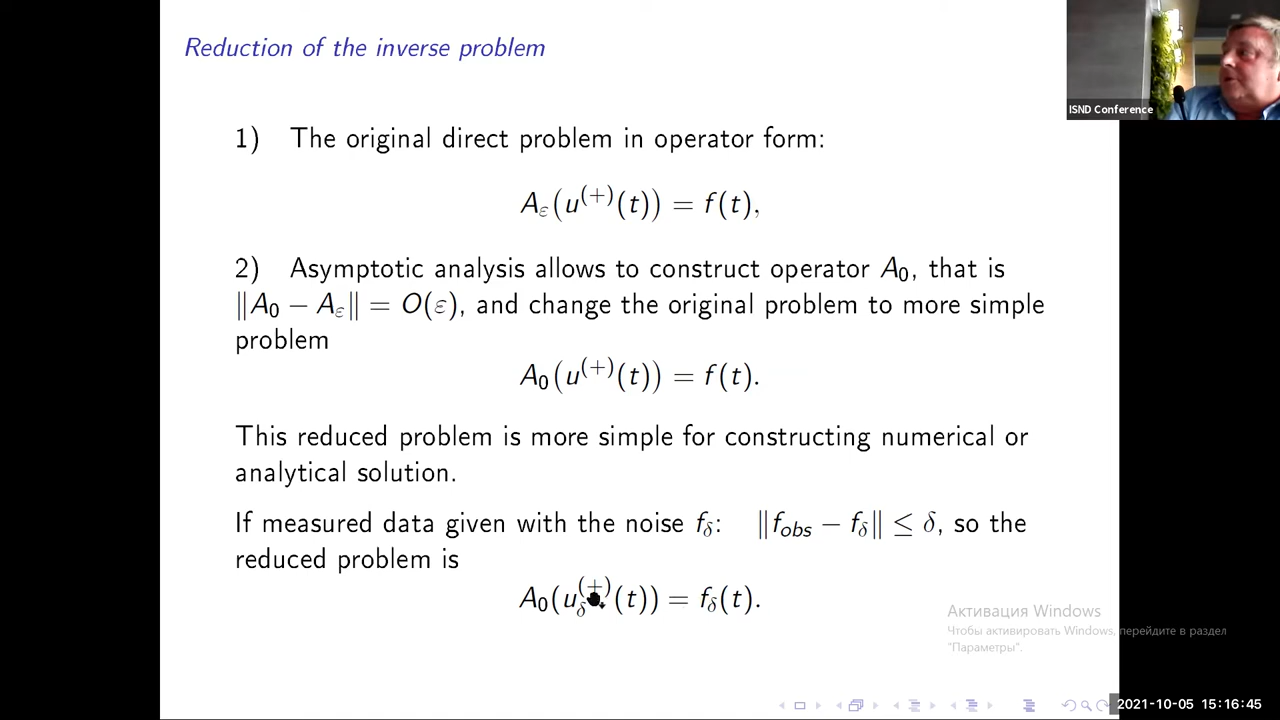 Reduction of the inverse problem
ISND Conference
1) The original direct problem in operator form:
A_ε(u^(+)(t)) = f(t),
2) Asymptotic analysis allows to construct operator A_0, that is
‖A_0 − A_ε‖ = O(ε), and change the original problem to more simple
problem
A_0(u^(+)(t)) = f(t).
This reduced problem is more simple for constructing numerical or
analytical solution.
If measured data given with the noise f_δ: ‖f_obs − f_δ‖ ≤ δ, so the
reduced problem is
A_0(u_δ^(+)(t)) = f_δ(t).
Активация Windows
Чтобы активировать Windows, перейдите в раздел
"Параметры".
2021-10-05 15:16:45